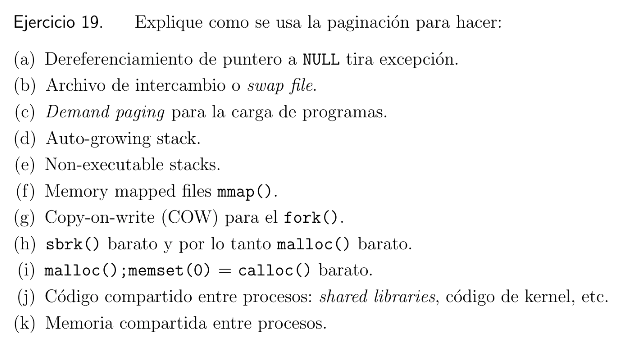 Ejercicio 19. Explique como se usa la paginación para hacer:
(a) Dereferenciamiento de puntero a NULL tira excepción.
(b) Archivo de intercambio o swap file.
(c) Demand paging para la carga de programas.
(d) Auto-growing stack.
(e) Non-executable stacks.
(f) Memory mapped files mmap().
(g) Copy-on-write (COW) para el fork().
(h) sbrk() barato y por lo tanto malloc() barato.
(i) malloc();memset(0) = calloc() barato.
(j) Código compartido entre procesos: shared libraries, código de kernel, etc.
(k) Memoria compartida entre procesos.